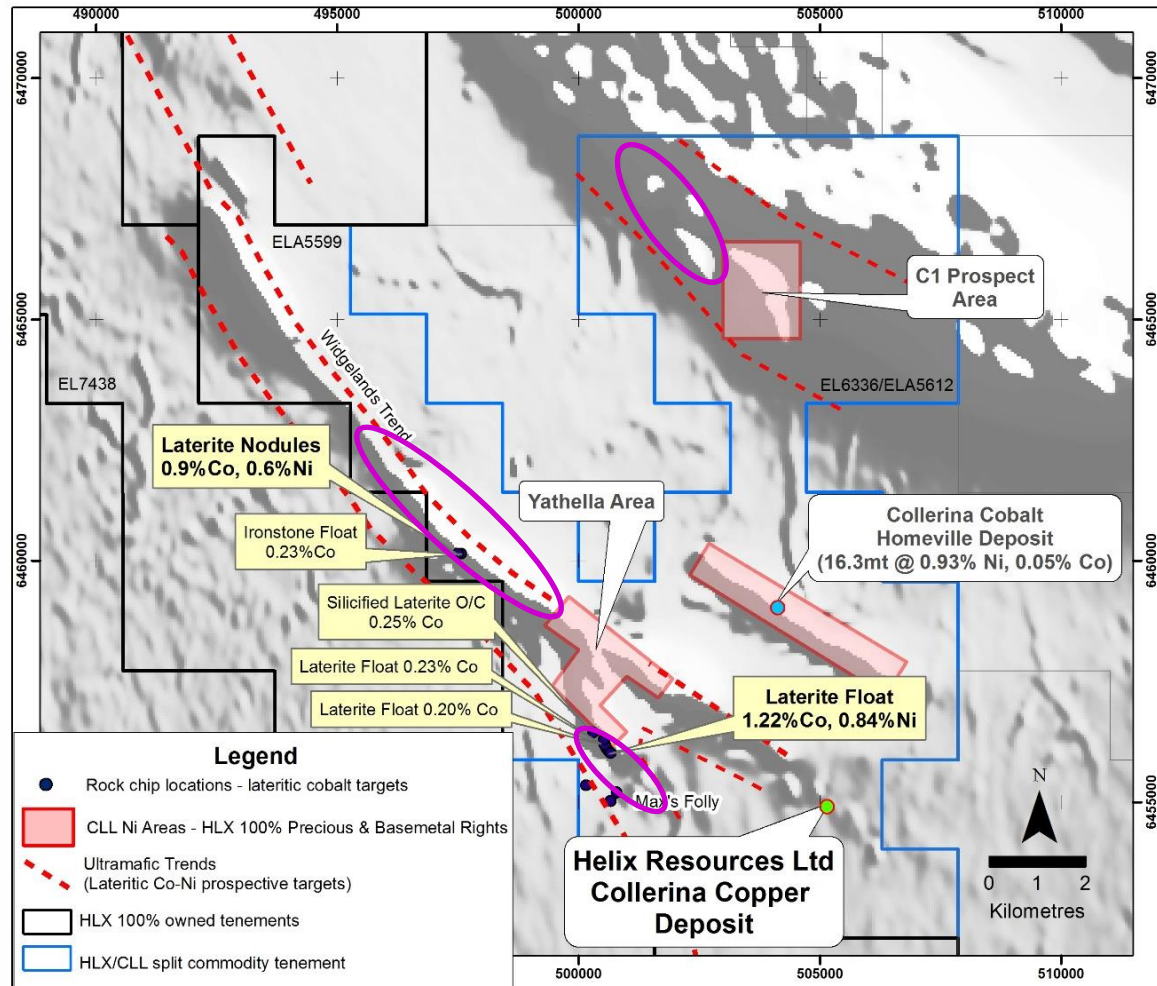 490000
495000
500000
505000
510000
6470000
6470000
ELA5599
C1 Prospect
Area
6465000
6465000
EL7438
EL6336/ELA5612
Widgelands Trend
Laterite Nodules
0.9%Co, 0.6%Ni
Yathella Area
Collerina Cobalt
Homeville Deposit
(16.3mt @ 0.93% Ni, 0.05% Co)
Ironstone Float
0.23%Co
6460000
6460000
Silicified Laterite O/C
0.25% Co
Laterite Float 0.23% Co
Laterite Float 0.20% Co
Laterite Float
1.22%Co, 0.84%Ni
Max's Folly
6455000
6455000
Helix Resources Ltd
Collerina Copper
Deposit
N
0 1 2
Kilometres
Legend
Rock chip locations - lateritic cobalt targets
CLL Ni Areas - HLX 100% Precious & Basemetal Rights
Ultramafic Trends
(Lateritic Co-Ni prospective targets)
HLX 100% owned tenements
HLX/CLL split commodity tenement
500000
505000
510000